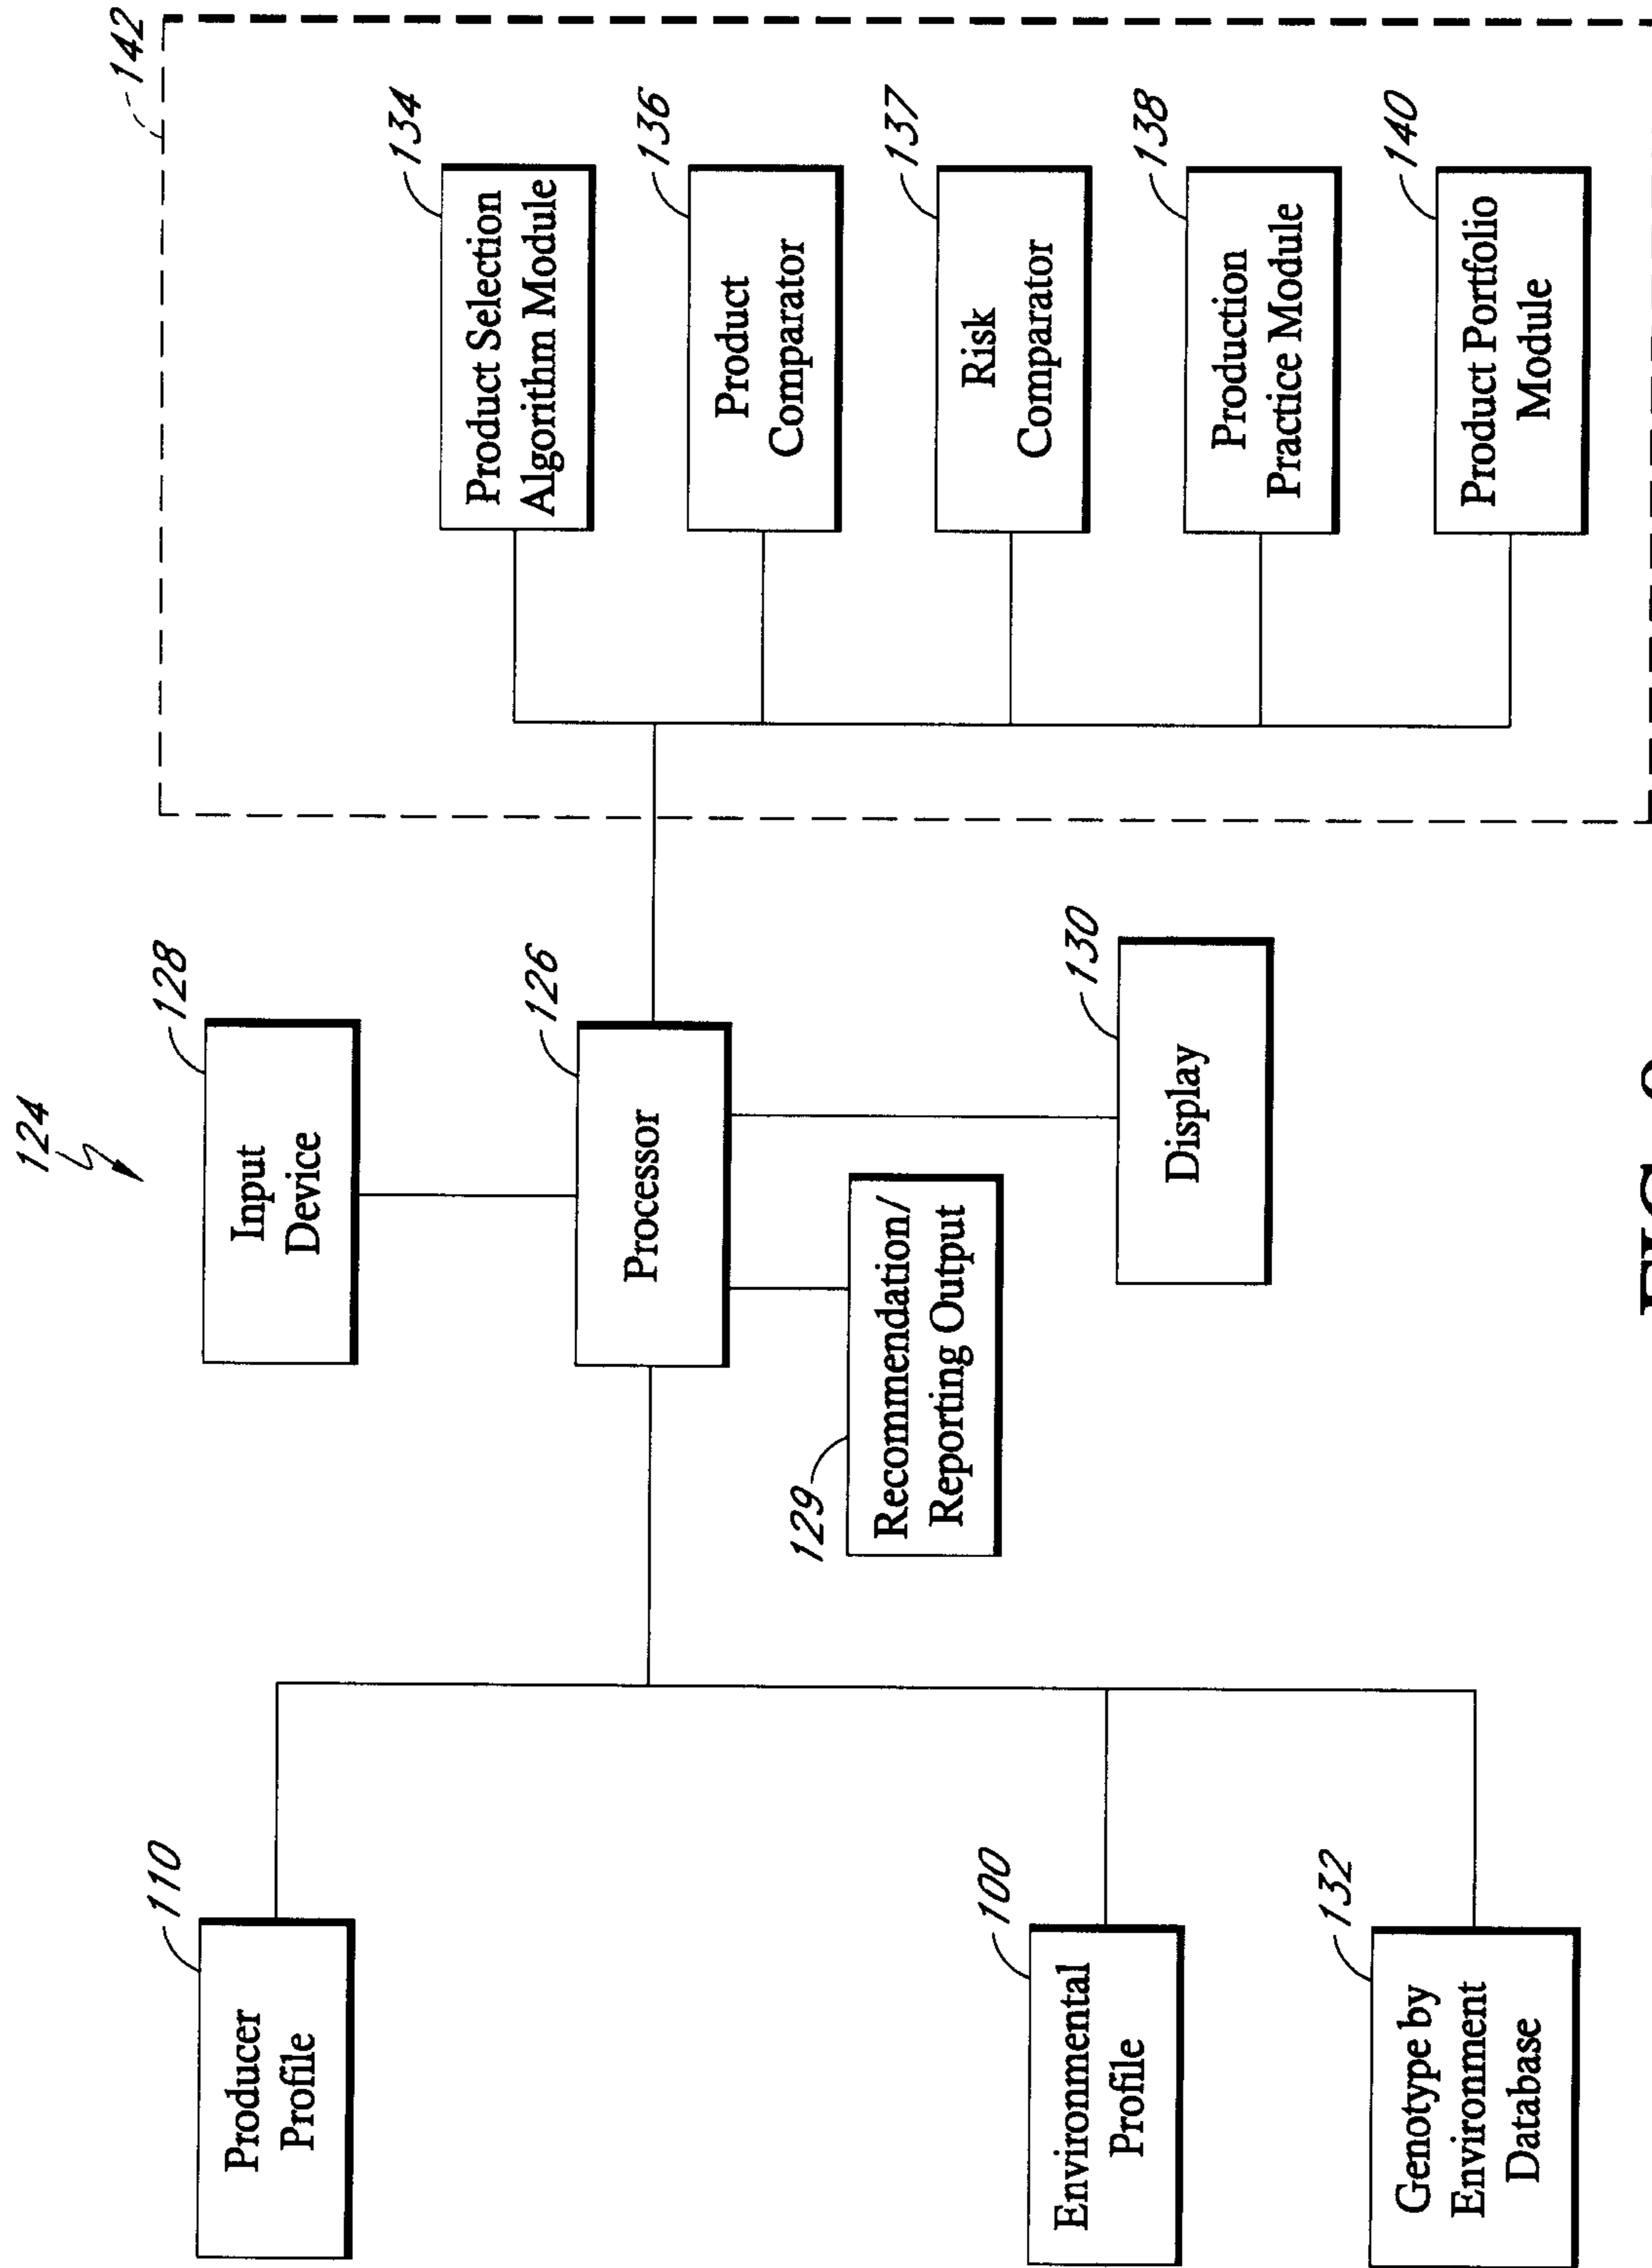 124
110
Producer
Profile
100
Environmental
Profile
132
Genotype by
Environment
Database
128
Input
Device
126
Processor
129
Recommendation/
Reporting Output
130
Display
142
134
Product Selection
Algorithm Module
136
Product
Comparator
137
Risk
Comparator
138
Production
Practice Module
140
Product Portfolio
Module
FIG.